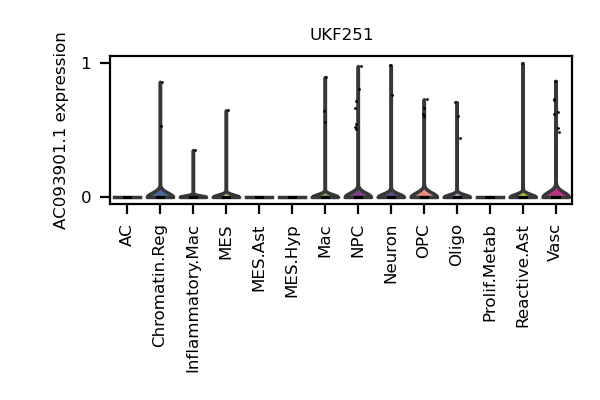 UKF251
AC093901.1 expression
1
0
AC
Chromatin.Reg
Inflammatory.Mac
MES
MES.Ast
MES.Hyp
Mac
NPC
Neuron
OPC
Oligo
Prolif.Metab
Reactive.Ast
Vasc